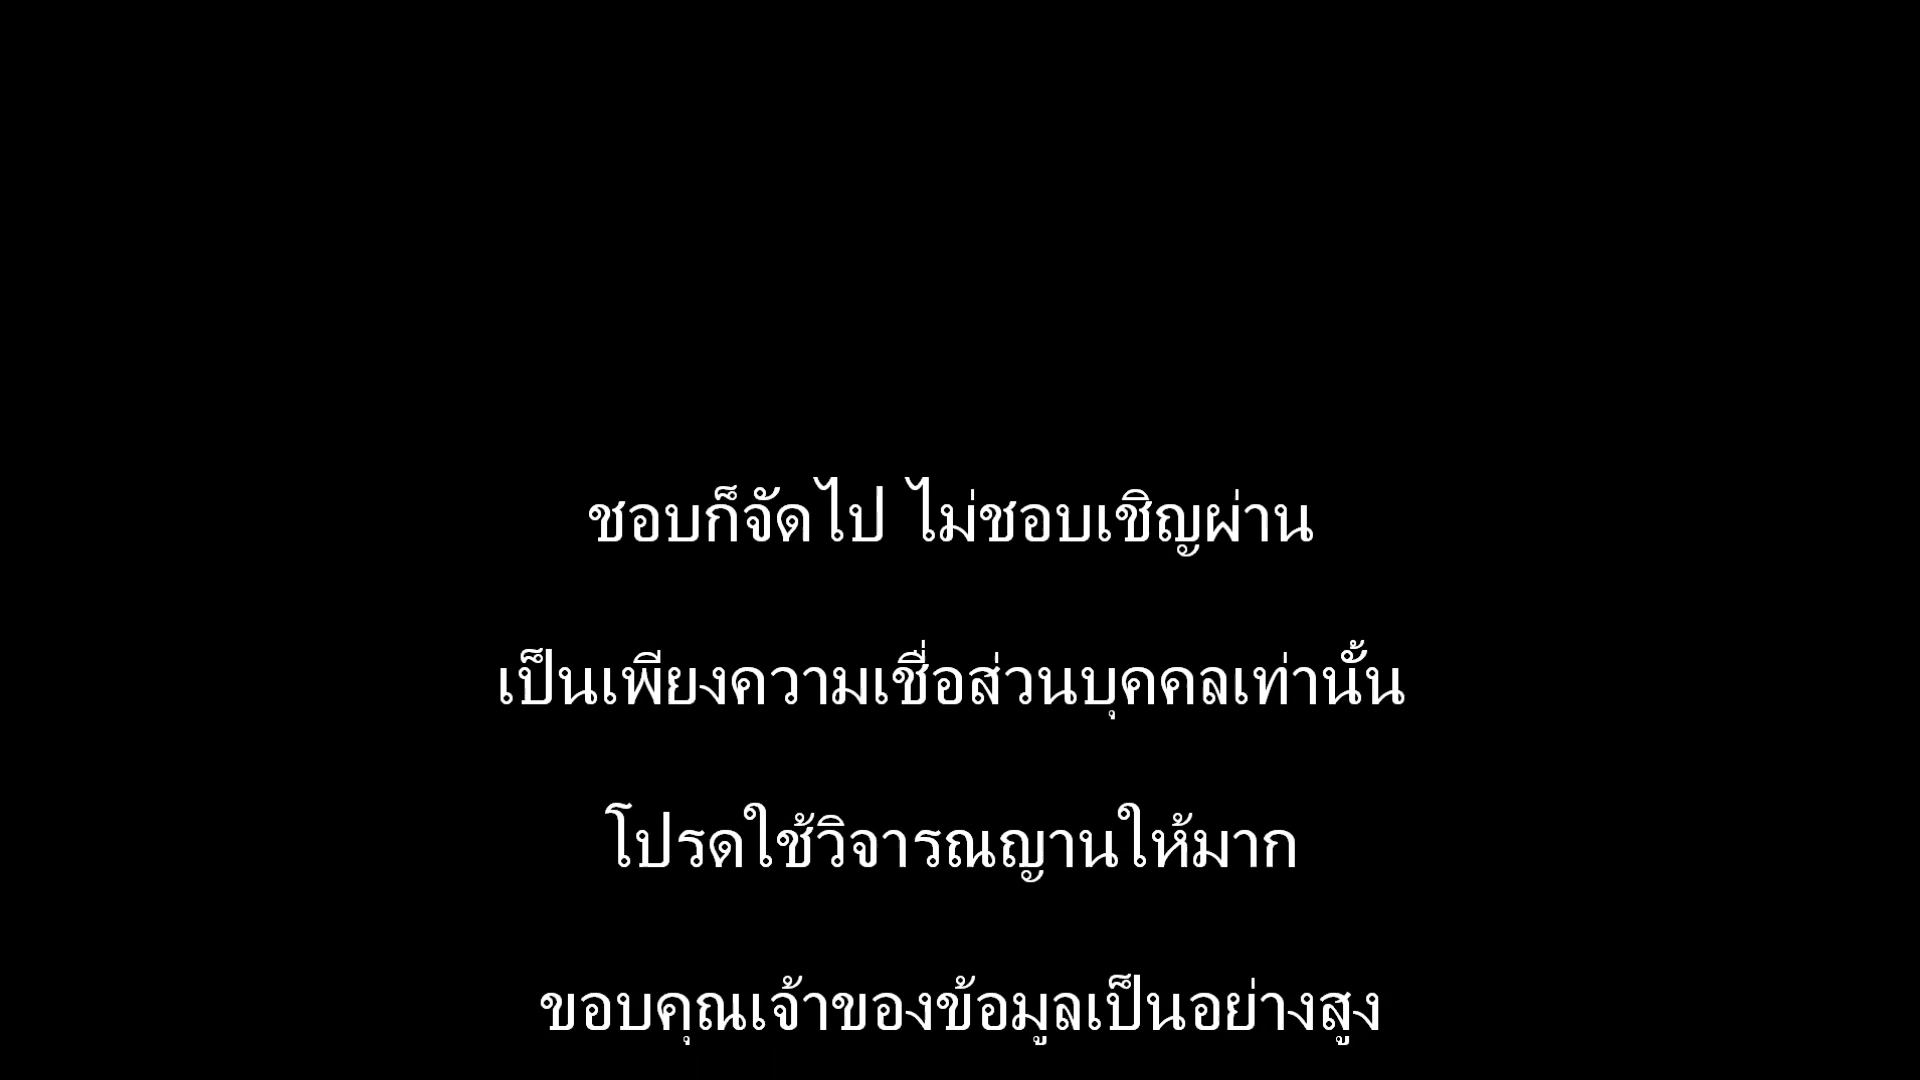 ชอบก็จัดไป ไม่ชอบเชิญผ่าน
เป็นเพียงความเชื่อส่วนบุคคลเท่านั้น
โปรดใช้วิจารณญานให้มาก
ขอบคุณเจ้าของข้อมูลเป็นอย่างสูง